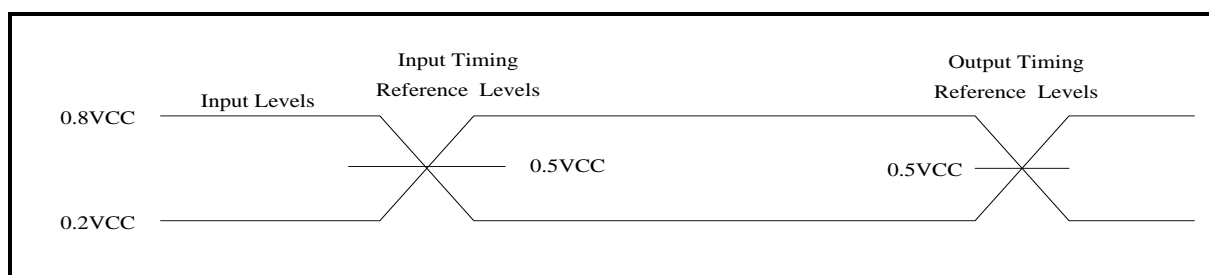 Input Timing
Reference Levels
Output Timing
Reference Levels
Input Levels
0.8VCC
0.5VCC
0.5VCC
0.2VCC